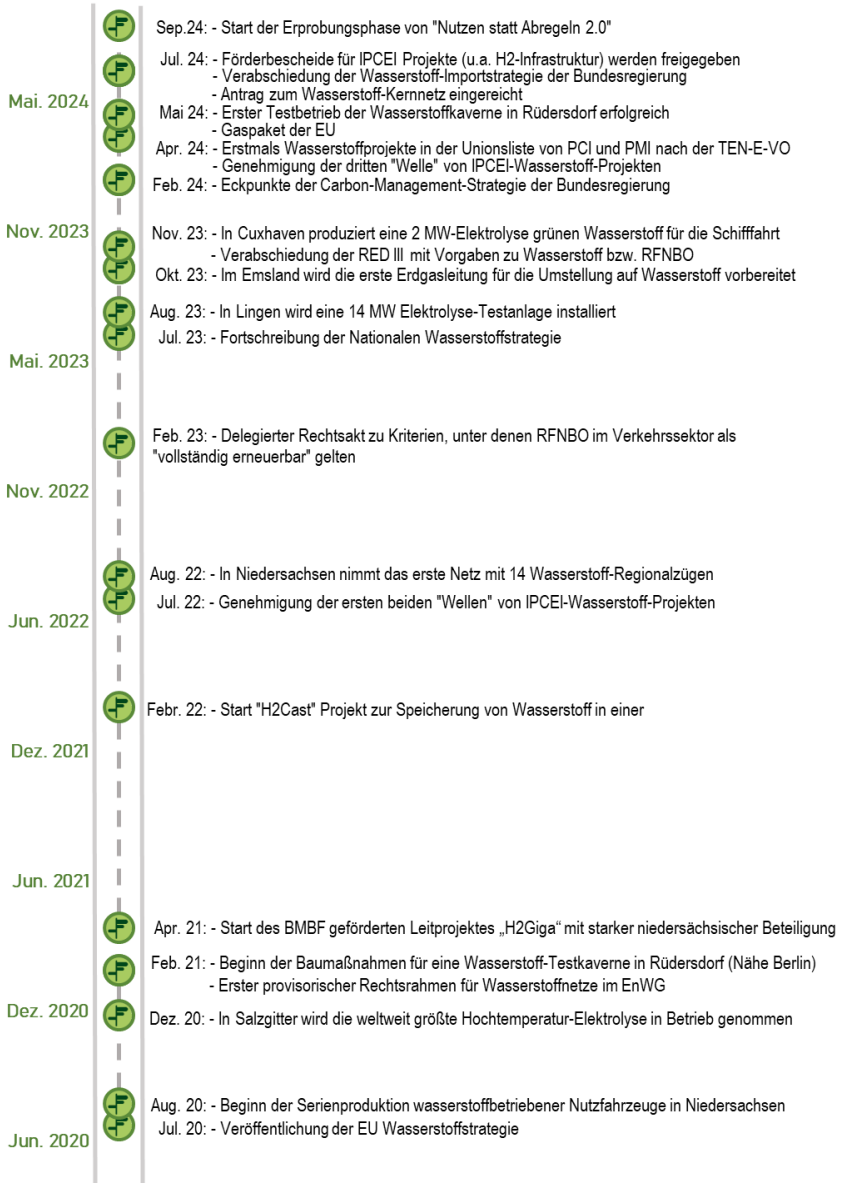 Sep.24: - Start der Erprobungsphase von "Nutzen statt Abregeln 2.0"
Jul. 24: - Förderbescheide für IPCEI Projekte (u.a. H2-Infrastruktur) werden freigegeben
- Verabschiedung der Wasserstoff-Importstrategie der Bundesregierung
- Antrag zum Wasserstoff-Kernnetz eingereicht
Mai. 2024
Mai 24: - Erster Testbetrieb der Wasserstoffkaverne in Rüdersdorf erfolgreich
- Gaspaket der EU
Apr. 24: - Erstmals Wasserstoffprojekte in der Unionsliste von PCI und PMI nach der TEN-E-VO
- Genehmigung der dritten "Welle" von IPCEI-Wasserstoff-Projekten
Feb. 24: - Eckpunkte der Carbon-Management-Strategie der Bundesregierung
Nov. 2023
Nov. 23: - In Cuxhaven produziert eine 2 MW-Elektrolyse grünen Wasserstoff für die Schifffahrt
- Verabschiedung der RED III mit Vorgaben zu Wasserstoff bzw. RFNBO
Okt. 23: - Im Emsland wird die erste Erdgasleitung für die Umstellung auf Wasserstoff vorbereitet
Aug. 23: - In Lingen wird eine 14 MW Elektrolyse-Testanlage installiert
Jul. 23: - Fortschreibung der Nationalen Wasserstoffstrategie
Mai. 2023
Feb. 23: - Delegierter Rechtsakt zu Kriterien, unter denen RFNBO im Verkehrssektor als
"vollständig erneuerbar" gelten
Nov. 2022
Aug. 22: - In Niedersachsen nimmt das erste Netz mit 14 Wasserstoff-Regionalzügen
Jul. 22: - Genehmigung der ersten beiden "Wellen" von IPCEI-Wasserstoff-Projekten
Jun. 2022
Febr. 22: - Start "H2Cast" Projekt zur Speicherung von Wasserstoff in einer
Dez. 2021
Jun. 2021
Apr. 21: - Start des BMBF geförderten Leitprojektes „H2Giga“ mit starker niedersächsischer Beteiligung
Feb. 21: - Beginn der Baumaßnahmen für eine Wasserstoff-Testkaverne in Rüdersdorf (Nähe Berlin)
- Erster provisorischer Rechtsrahmen für Wasserstoffnetze im EnWG
Dez. 2020
Dez. 20: - In Salzgitter wird die weltweit größte Hochtemperatur-Elektrolyse in Betrieb genommen
Aug. 20: - Beginn der Serienproduktion wasserstoffbetriebener Nutzfahrzeuge in Niedersachsen
Jul. 20: - Veröffentlichung der EU Wasserstoffstrategie
Jun. 2020